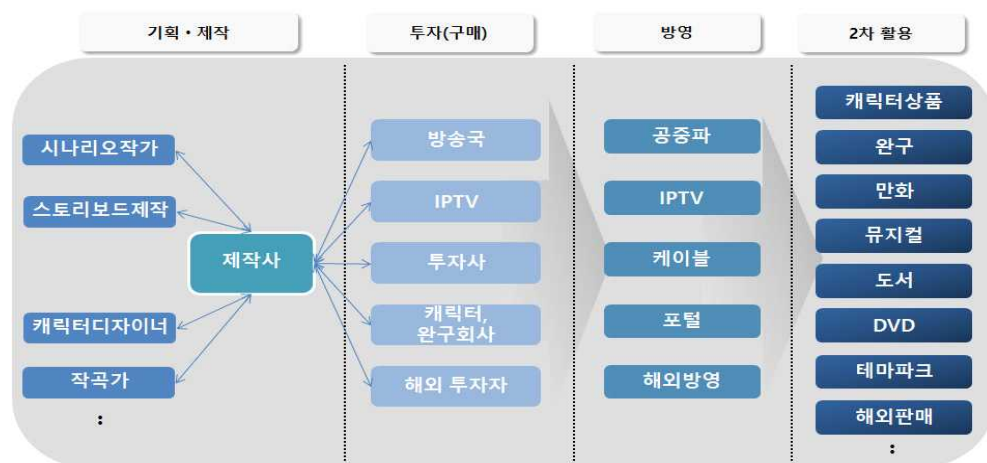 기획・제작
투자(구매)
방영
2차 활용
시나리오작가
스토리보드제작
제작사
캐릭터디자이너
작곡가
:
방송국
IPTV
투자사
캐릭터,
완구회사
해외 투자자
공중파
IPTV
케이블
포털
해외방영
캐릭터상품
완구
만화
뮤지컬
도서
DVD
테마파크
해외판매
: